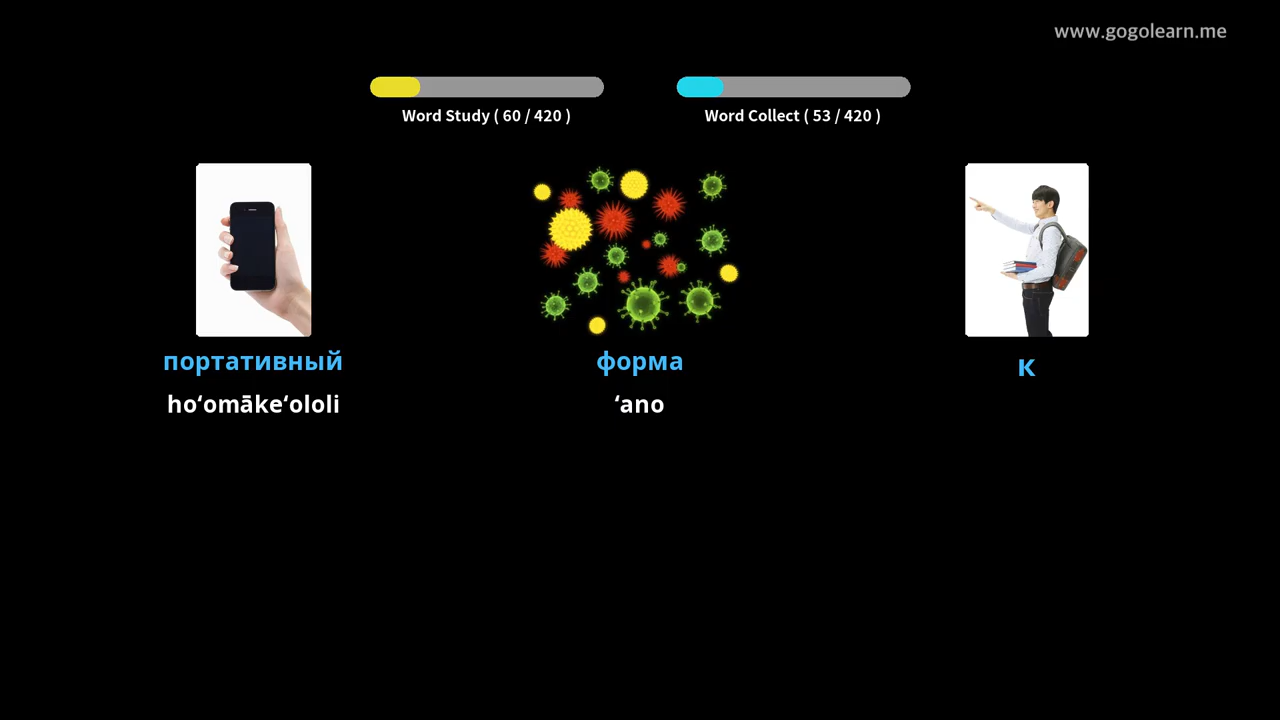 www.gogolearn.me
Word Study ( 60 / 420 )
Word Collect ( 53 / 420 )
портативный
форма
к
hoʻomākeʻololi
ʻano